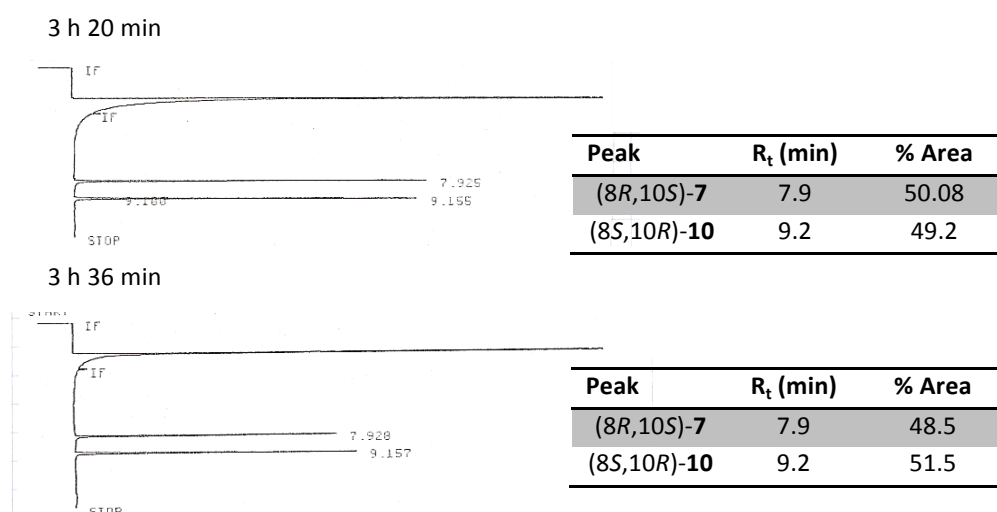 3 h 20 min
IF
IF
7.925
9.188
9.155
STOP
Peak Rt (min) % Area
(8R,10S)-7 7.9 50.08
(8S,10R)-10 9.2 49.2
3 h 36 min
START
IF
IF
7.928
9.157
STOP
Peak Rt (min) % Area
(8R,10S)-7 7.9 48.5
(8S,10R)-10 9.2 51.5